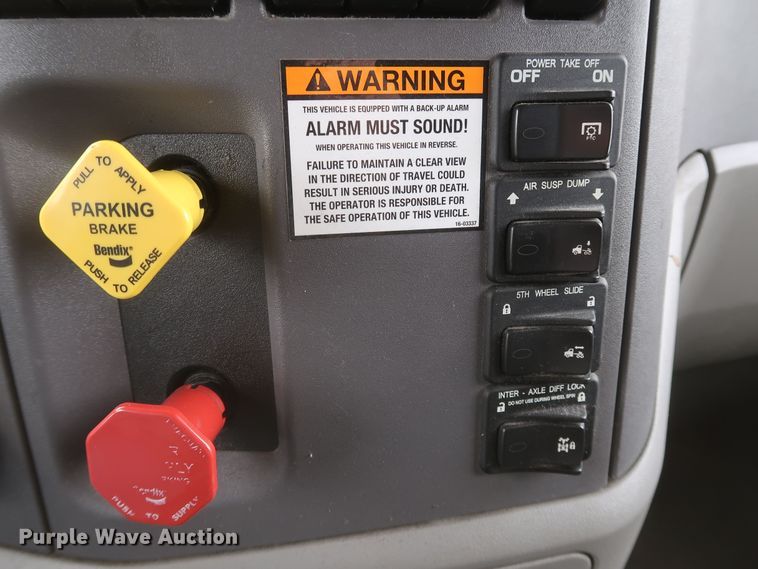 PULL TO APPLY
PARKING
BRAKE
Bendix
PUSH TO RELEASE
WARNING
THIS VEHICLE IS EQUIPPED WITH A BACK-UP ALARM
ALARM MUST SOUND!
WHEN OPERATING THIS VEHICLE IN REVERSE.
FAILURE TO MAINTAIN A CLEAR VIEW
IN THE DIRECTION OF TRAVEL COULD
RESULT IN SERIOUS INJURY OR DEATH.
THE OPERATOR IS RESPONSIBLE FOR
THE SAFE OPERATION OF THIS VEHICLE.
16-03337
POWER TAKE OFF
OFF ON
PTO
AIR SUSP DUMP
5TH WHEEL SLIDE
INTER - AXLE DIFF LOCK
DO NOT USE DURING WHEEL SPIN
Bendix
PUSH TO SUPPLY
Purple Wave Auction